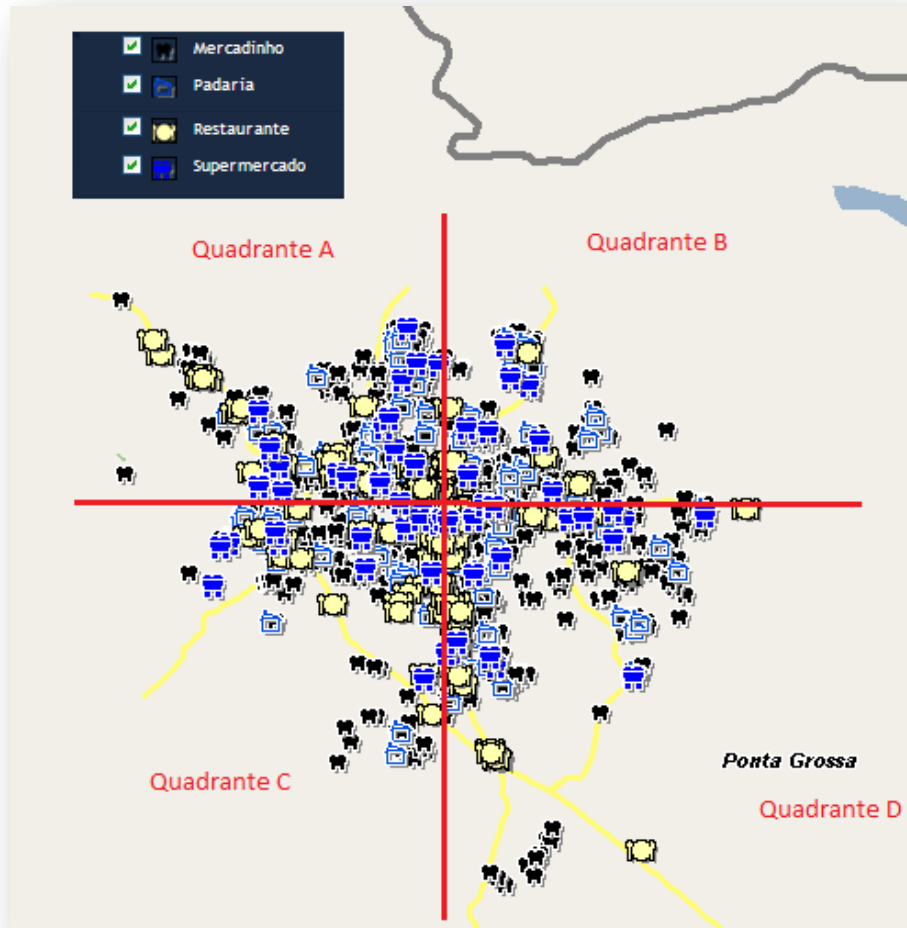 Mercadinho
Padaria
Restaurante
Supermercado
Quadrante A
Quadrante B
Quadrante C
Ponta Grossa
Quadrante D